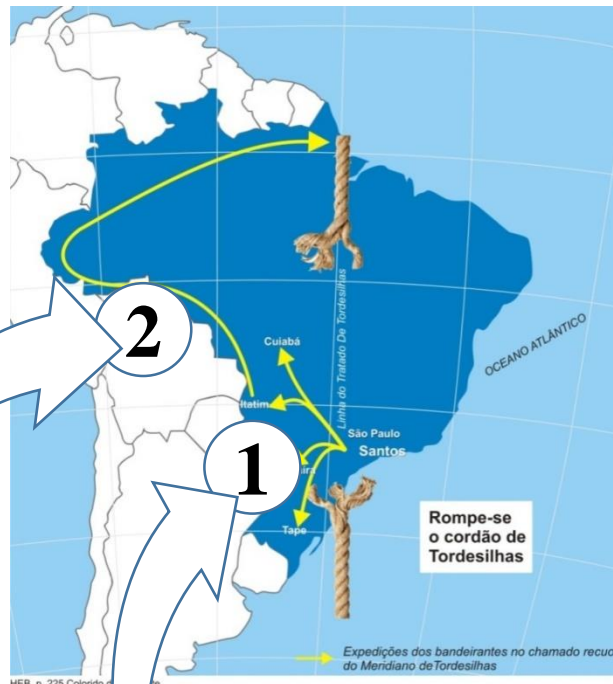 2
Cuiabá
Linha do Tratado De Tordesilhas
OCEANO ATLÂNTICO
Itatim
São Paulo
Santos
1
Tape
Rompe-se
o cordão de
Tordesilhas
Expedições dos bandeirantes no chamado recuo
do Meridiano deTordesilhas